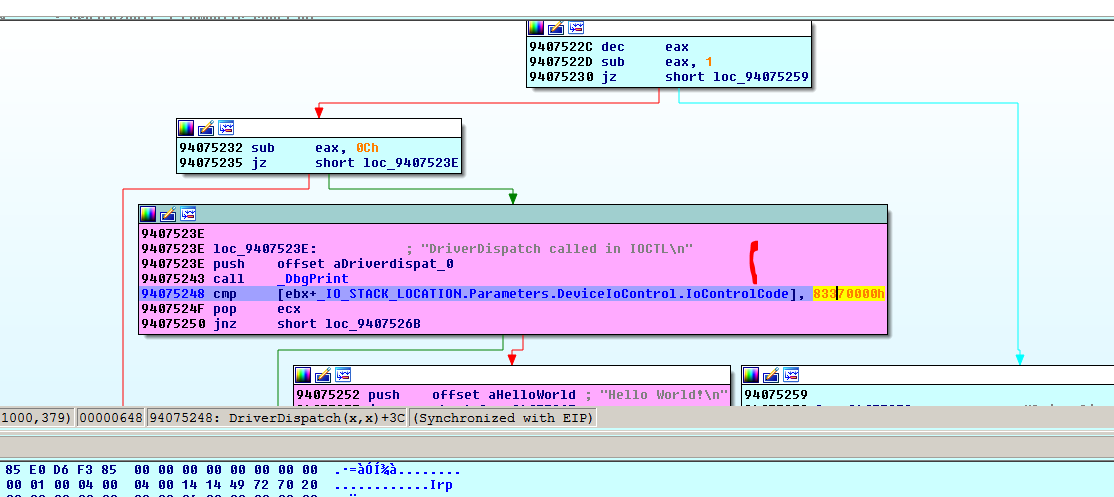 9407522C dec     eax
9407522D sub     eax, 1
94075230 jz      short loc_94075259
94075232 sub     eax, 0Ch
94075235 jz      short loc_9407523E
9407523E
9407523E loc_9407523E:           ; "DriverDispatch called in IOCTL\n"
9407523E push    offset aDriverdispat_0
94075243 call    _DbgPrint
94075248 cmp     [ebx+_IO_STACK_LOCATION.Parameters.DeviceIoControl.IoControlCode], 83370000h
9407524F pop     ecx
94075250 jnz     short loc_9407526B
94075252 push    offset aHelloWorld ; "Hello World!\n"
94075259
1000,379) 00000648 94075248: DriverDispatch(x,x)+3C (Synchronized with EIP)
85 E0 D6 F3 85  00 00 00 00 00 00 00 00  .·=àÓÍ¾à........
00 01 00 04 00  04 00 14 14 49 72 70 20  ............Irp